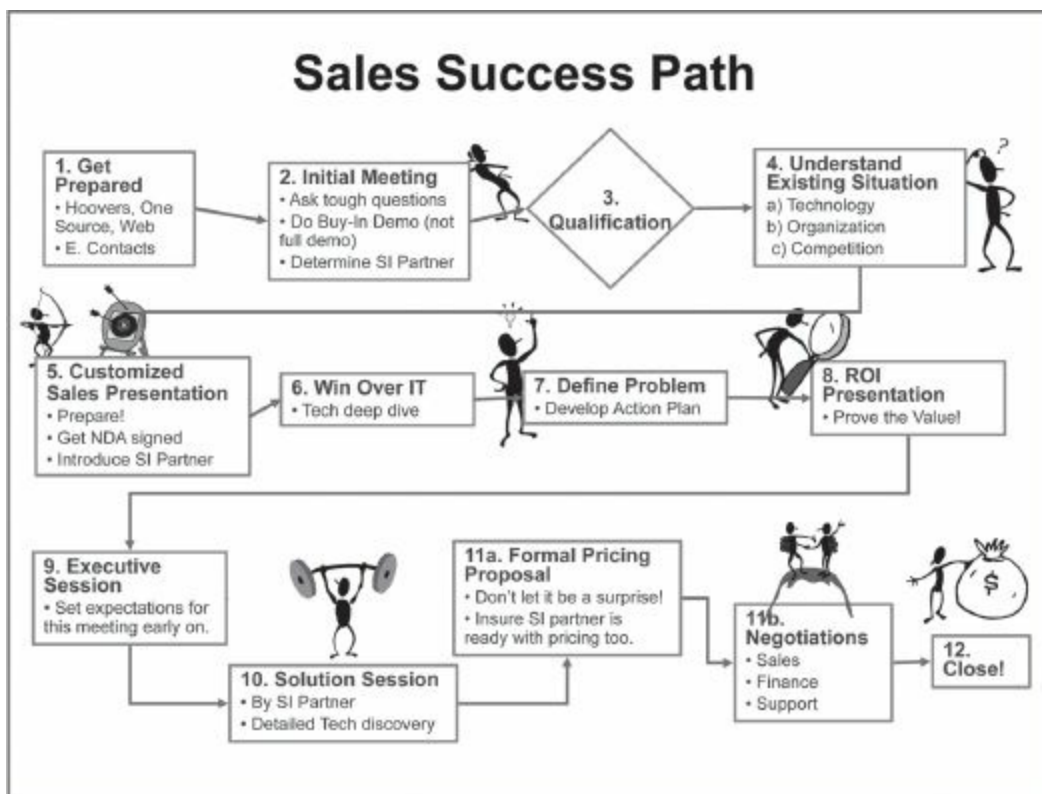 Sales Success Path
1. Get
Prepared
• Hoovers, One
Source, Web
• E. Contacts
2. Initial Meeting
• Ask tough questions
• Do Buy-In Demo (not
full demo)
• Determine SI Partner
3.
Qualification
?
4. Understand
Existing Situation
a) Technology
b) Organization
c) Competition
5. Customized
Sales Presentation
• Prepare!
• Get NDA signed
• Introduce SI Partner
6. Win Over IT
• Tech deep dive
7. Define Problem
• Develop Action Plan
8. ROI
Presentation
• Prove the Value!
9. Executive
Session
• Set expectations for
this meeting early on.
10. Solution Session
• By SI Partner
• Detailed Tech discovery
11a. Formal Pricing
Proposal
• Don't let it be a surprise!
• Insure SI partner is
ready with pricing too.
11b.
Negotiations
• Sales
• Finance
• Support
$
12.
Close!